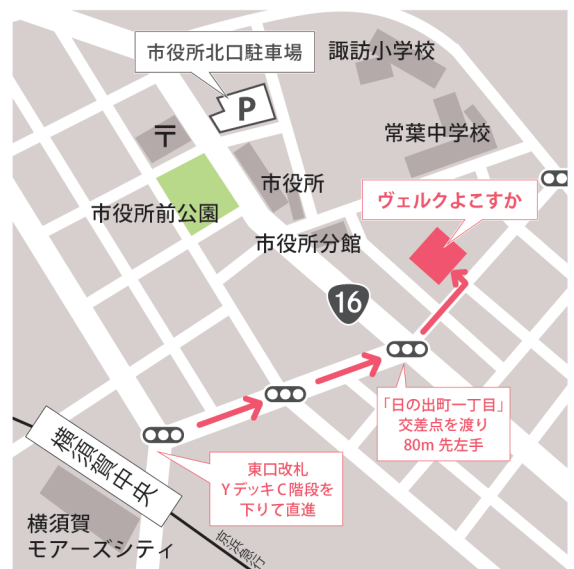 市役所北口駐車場
諏訪小学校
P
〒
常葉中学校
市役所
ヴェルクよこすか
市役所前公園
市役所分館
16
「日の出町一丁目」
交差点を渡り
80m 先左手
横須賀中央
東口改札
YデッキC階段を
下りて直進
横須賀
モアーズシティ
京浜急行